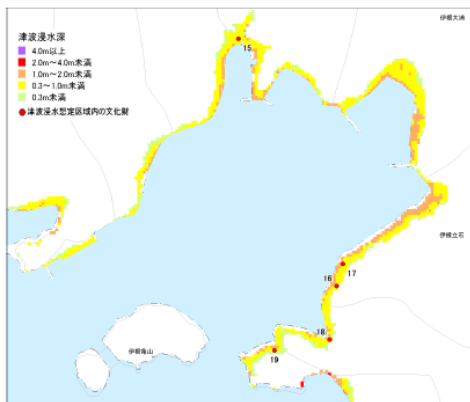 津波浸水深
4.0m以上
2.0m～4.0m未満
1.0m～2.0m未満
0.3～1.0m未満
0.3m未満
津波浸水想定区域内の文化財
伊根大浦
15
伊根立石
17
16
18
19
伊根亀山